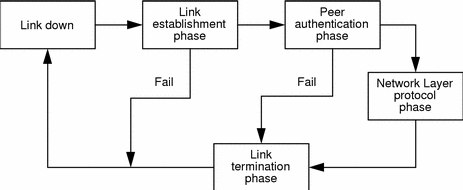 Link down
Link
establishment
phase
Peer
authentication
phase
Fail
Fail
Network Layer
protocol
phase
Link
termination
phase